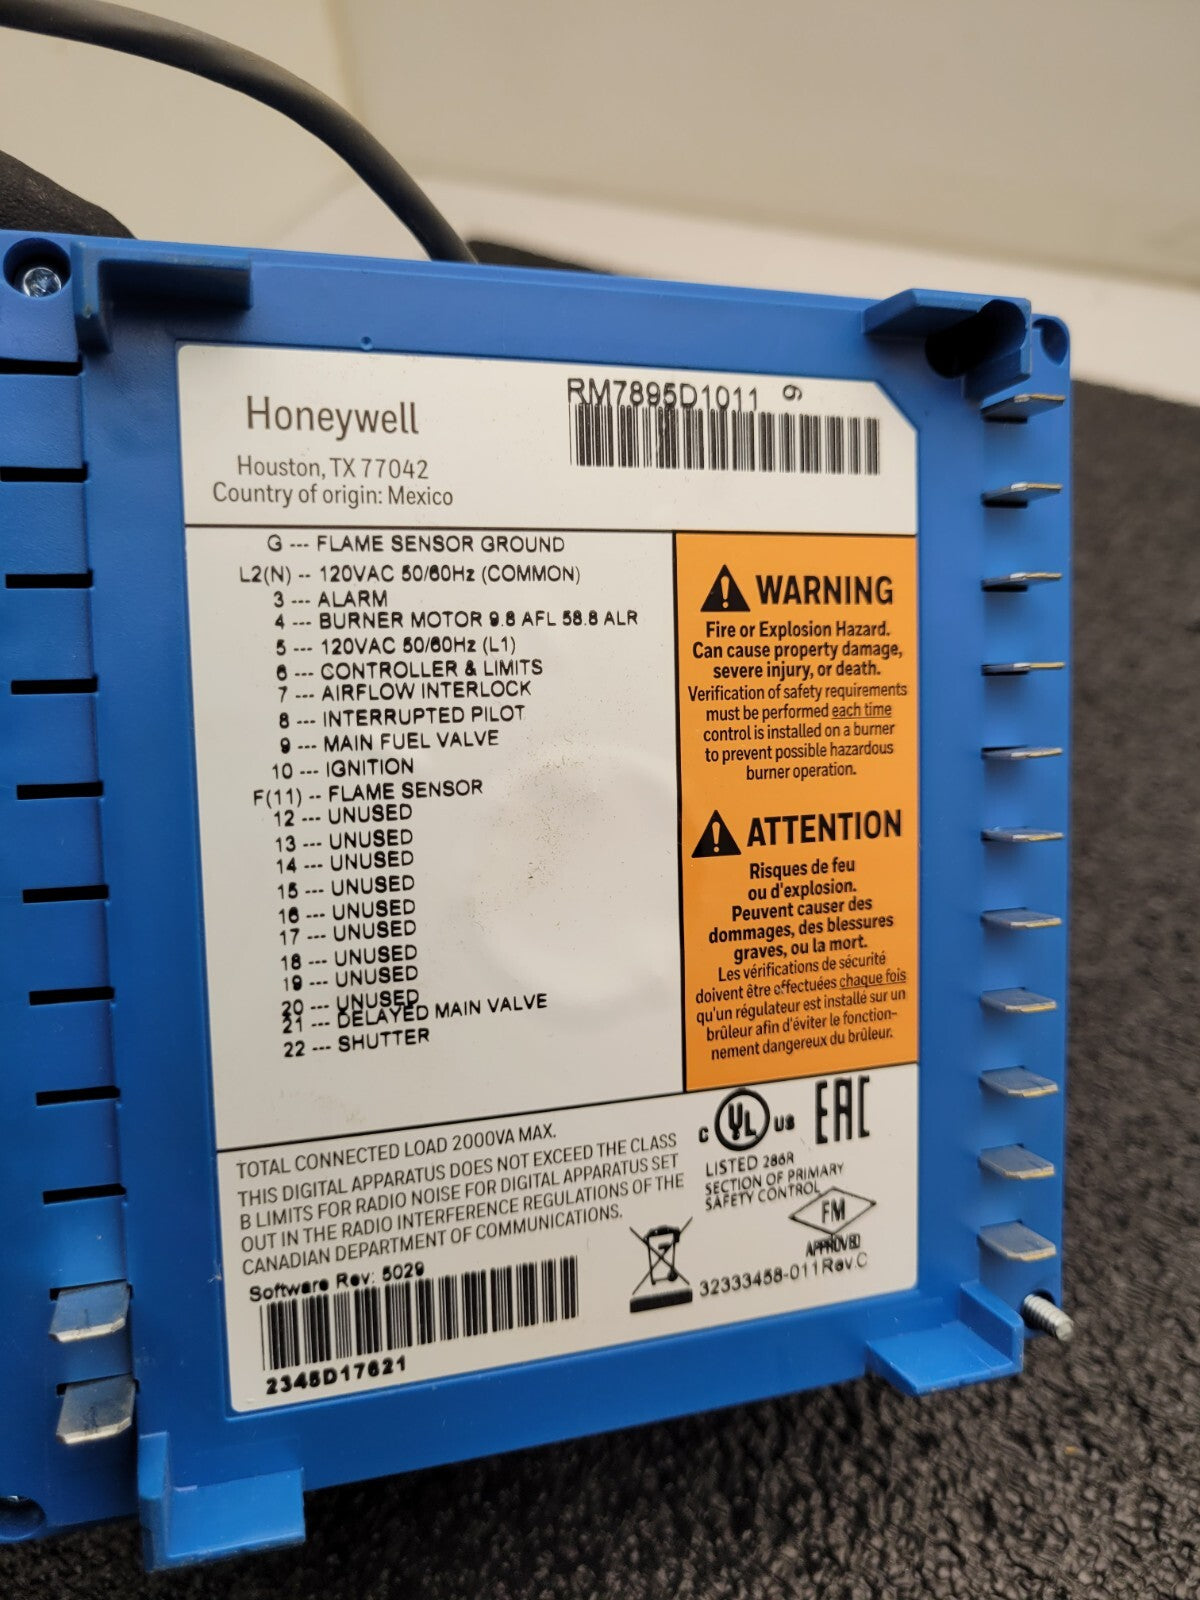 Honeywell
Houston, TX 77042
Country of origin: Mexico
RM7895D1011 9
G --- FLAME SENSOR GROUND
L2(N) -- 120VAC 50/60Hz (COMMON)
3 --- ALARM
4 --- BURNER MOTOR 9.8 AFL 58.8 ALR
5 --- 120VAC 50/60Hz (L1)
6 --- CONTROLLER & LIMITS
7 --- AIRFLOW INTERLOCK
8 --- INTERRUPTED PILOT
9 --- MAIN FUEL VALVE
10 --- IGNITION
F(11) -- FLAME SENSOR
12 --- UNUSED
13 --- UNUSED
14 --- UNUSED
15 --- UNUSED
16 --- UNUSED
17 --- UNUSED
18 --- UNUSED
19 --- UNUSED
20 --- UNUSED
21 --- DELAYED MAIN VALVE
22 --- SHUTTER
WARNING
Fire or Explosion Hazard.
Can cause property damage,
severe injury, or death.
Verification of safety requirements
must be performed each time
control is installed on a burner
to prevent possible hazardous
burner operation.
ATTENTION
Risques de feu
ou d'explosion.
Peuvent causer des
dommages, des blessures
graves, ou la mort.
Les vérifications de sécurité
doivent être effectuées chaque fois
qu'un régulateur est installé sur un
brûleur afin d'éviter le fonction-
nement dangereux du brûleur.
TOTAL CONNECTED LOAD 2000VA MAX.
THIS DIGITAL APPARATUS DOES NOT EXCEED THE CLASS
B LIMITS FOR RADIO NOISE FOR DIGITAL APPARATUS SET
OUT IN THE RADIO INTERFERENCE REGULATIONS OF THE
CANADIAN DEPARTMENT OF COMMUNICATIONS.
Software Rev: 5029
2345D17621
C UL US EAC
LISTED 286R
SECTION OF PRIMARY
SAFETY CONTROL
FM
APPROVED
32333458-011Rev.C